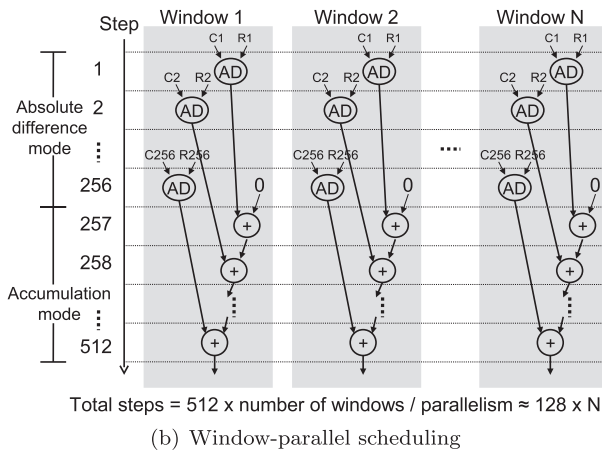 Step
Window 1 Window 2 Window N
C1 R1 C1 R1 C1 R1
1 AD AD AD
C2 R2 C2 R2 C2 R2
2 AD AD AD
Absolute difference mode
C256 R256 C256 R256 C256 R256
256 AD AD AD
0 0 0
257 + + +
258 + + +
Accumulation mode
512 + + +
Total steps = 512 x number of windows / parallelism ≈ 128 x N
(b) Window-parallel scheduling